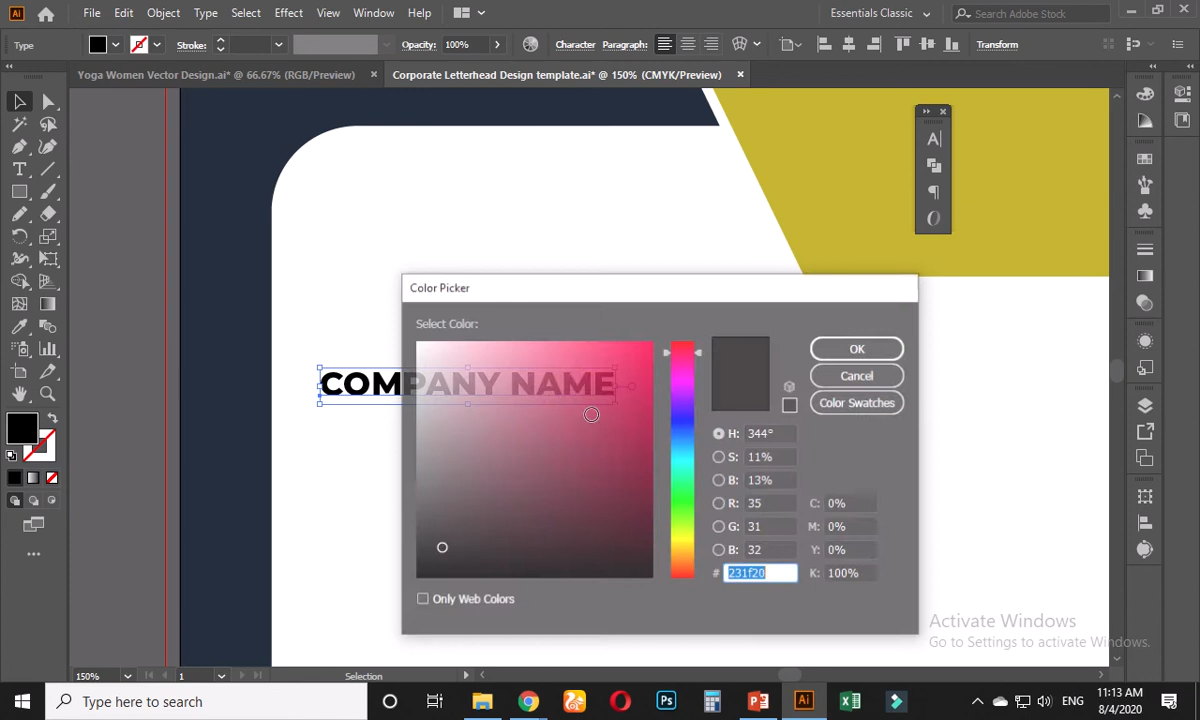 Ai File Edit Object Type Select Effect View Window Help Essentials Classic Search Adobe Stock
Type Stroke: Opacity: 100% Character Paragraph: Transform
Yoga Women Vector Design.ai* @ 66.67% (RGB/Preview) × Corporate Letterhead Design template.ai* @ 150% (CMYK/Preview) ×
COMPANY NAME
Color Picker
Select Color:
OK
Cancel
Color Swatches
H: 344°
S: 11%
B: 13%
R: 35 C: 0%
G: 31 M: 0%
B: 32 Y: 0%
# 231f20 K: 100%
Only Web Colors
Activate Windows
Go to Settings to activate Windows.
150% 1 Selection
Type here to search Ps Ai ENG 11:13 AM
8/4/2020